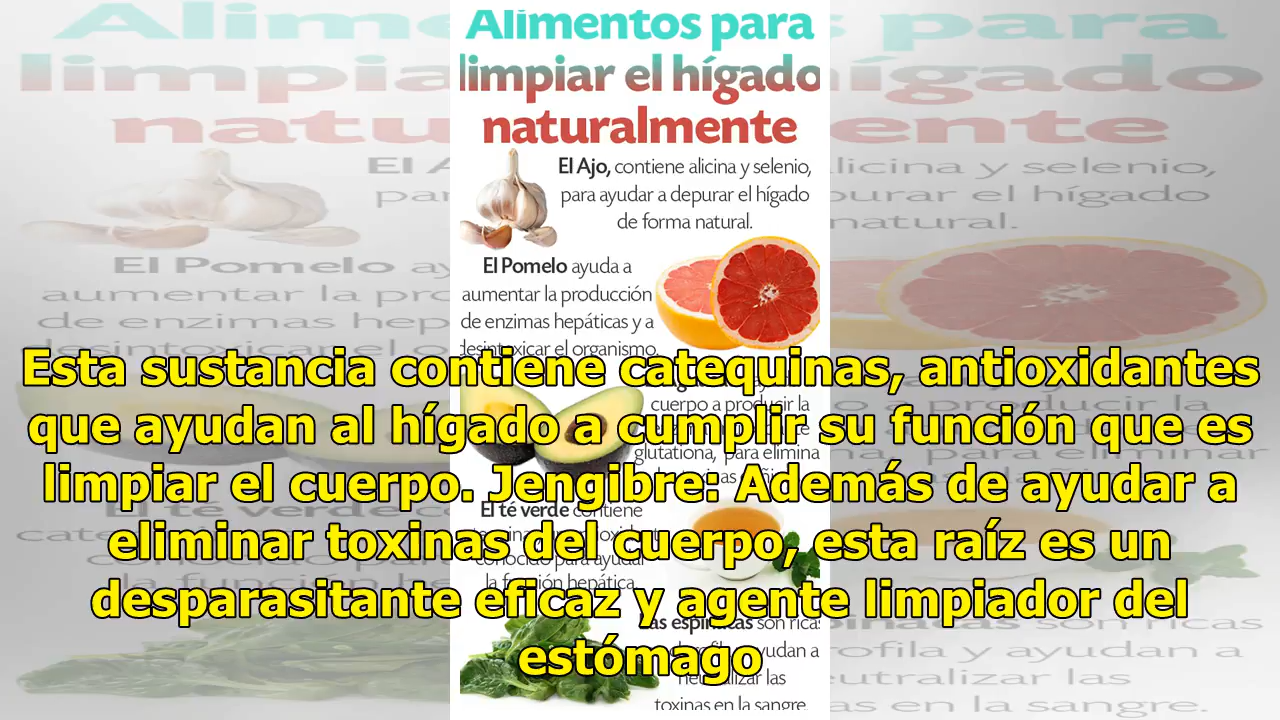 Alimentos para
limpiar el hígado
naturalmente
El Ajo, contiene alicina y selenio,
para ayudar a depurar el hígado
de forma natural.
El Pomelo ayuda a
aumentar la producción
de enzimas hepáticas y a
desintoxicar el organismo.
Esta sustancia contiene catequinas, antioxidantes
que ayudan al hígado a cumplir su función que es
limpiar el cuerpo. Jengibre: Además de ayudar a
eliminar toxinas del cuerpo, esta raíz es un
desparasitante eficaz y agente limpiador del
estómago
cuerpo a producir la
glutationa, para elimina
El té verde contiene
conocido para ayudar
la función hepática
Las espinacas son ricas
ayudan a
neutralizar las
toxinas en la sangre.